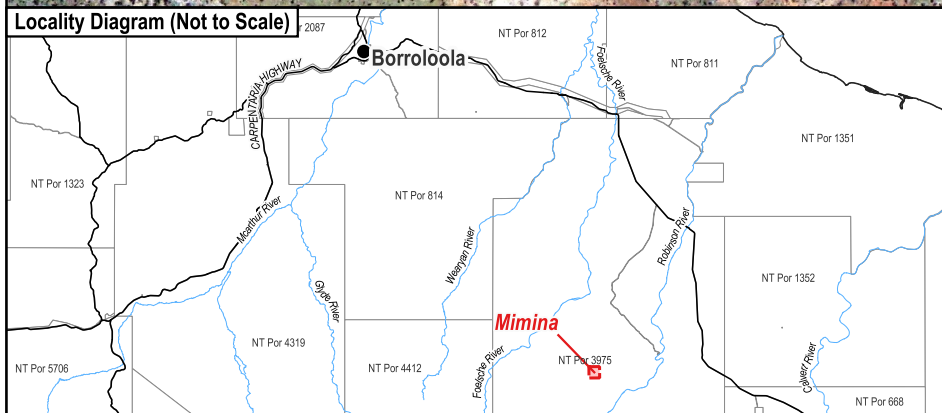 Locality Diagram (Not to Scale)
2087
NT Por 812
Borroloola
CARPENTARIA HIGHWAY
Foelsche River
NT Por 811
NT Por 1351
NT Por 1323
NT Por 814
Mcarthur River
Wearyan River
Robinson River
Glyde River
NT Por 1352
Mimina
NT Por 4319
NT Por 3975
Foelsche River
Calvert River
NT Por 5706
NT Por 4412
NT Por 668